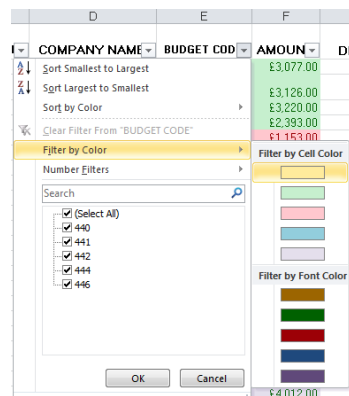 D E F
COMPANY NAME BUDGET COD AMOUN D
Sort Smallest to Largest £3,077.00
Sort Largest to Smallest £3,126.00
Sort by Color £3,220.00
£2,393.00
Clear Filter From "BUDGET CODE" £1,153.00
Filter by Color Filter by Cell Color
Number Filters
Search
(Select All)
440
441
442
444
446
Filter by Font Color
OK Cancel
£4,012.00